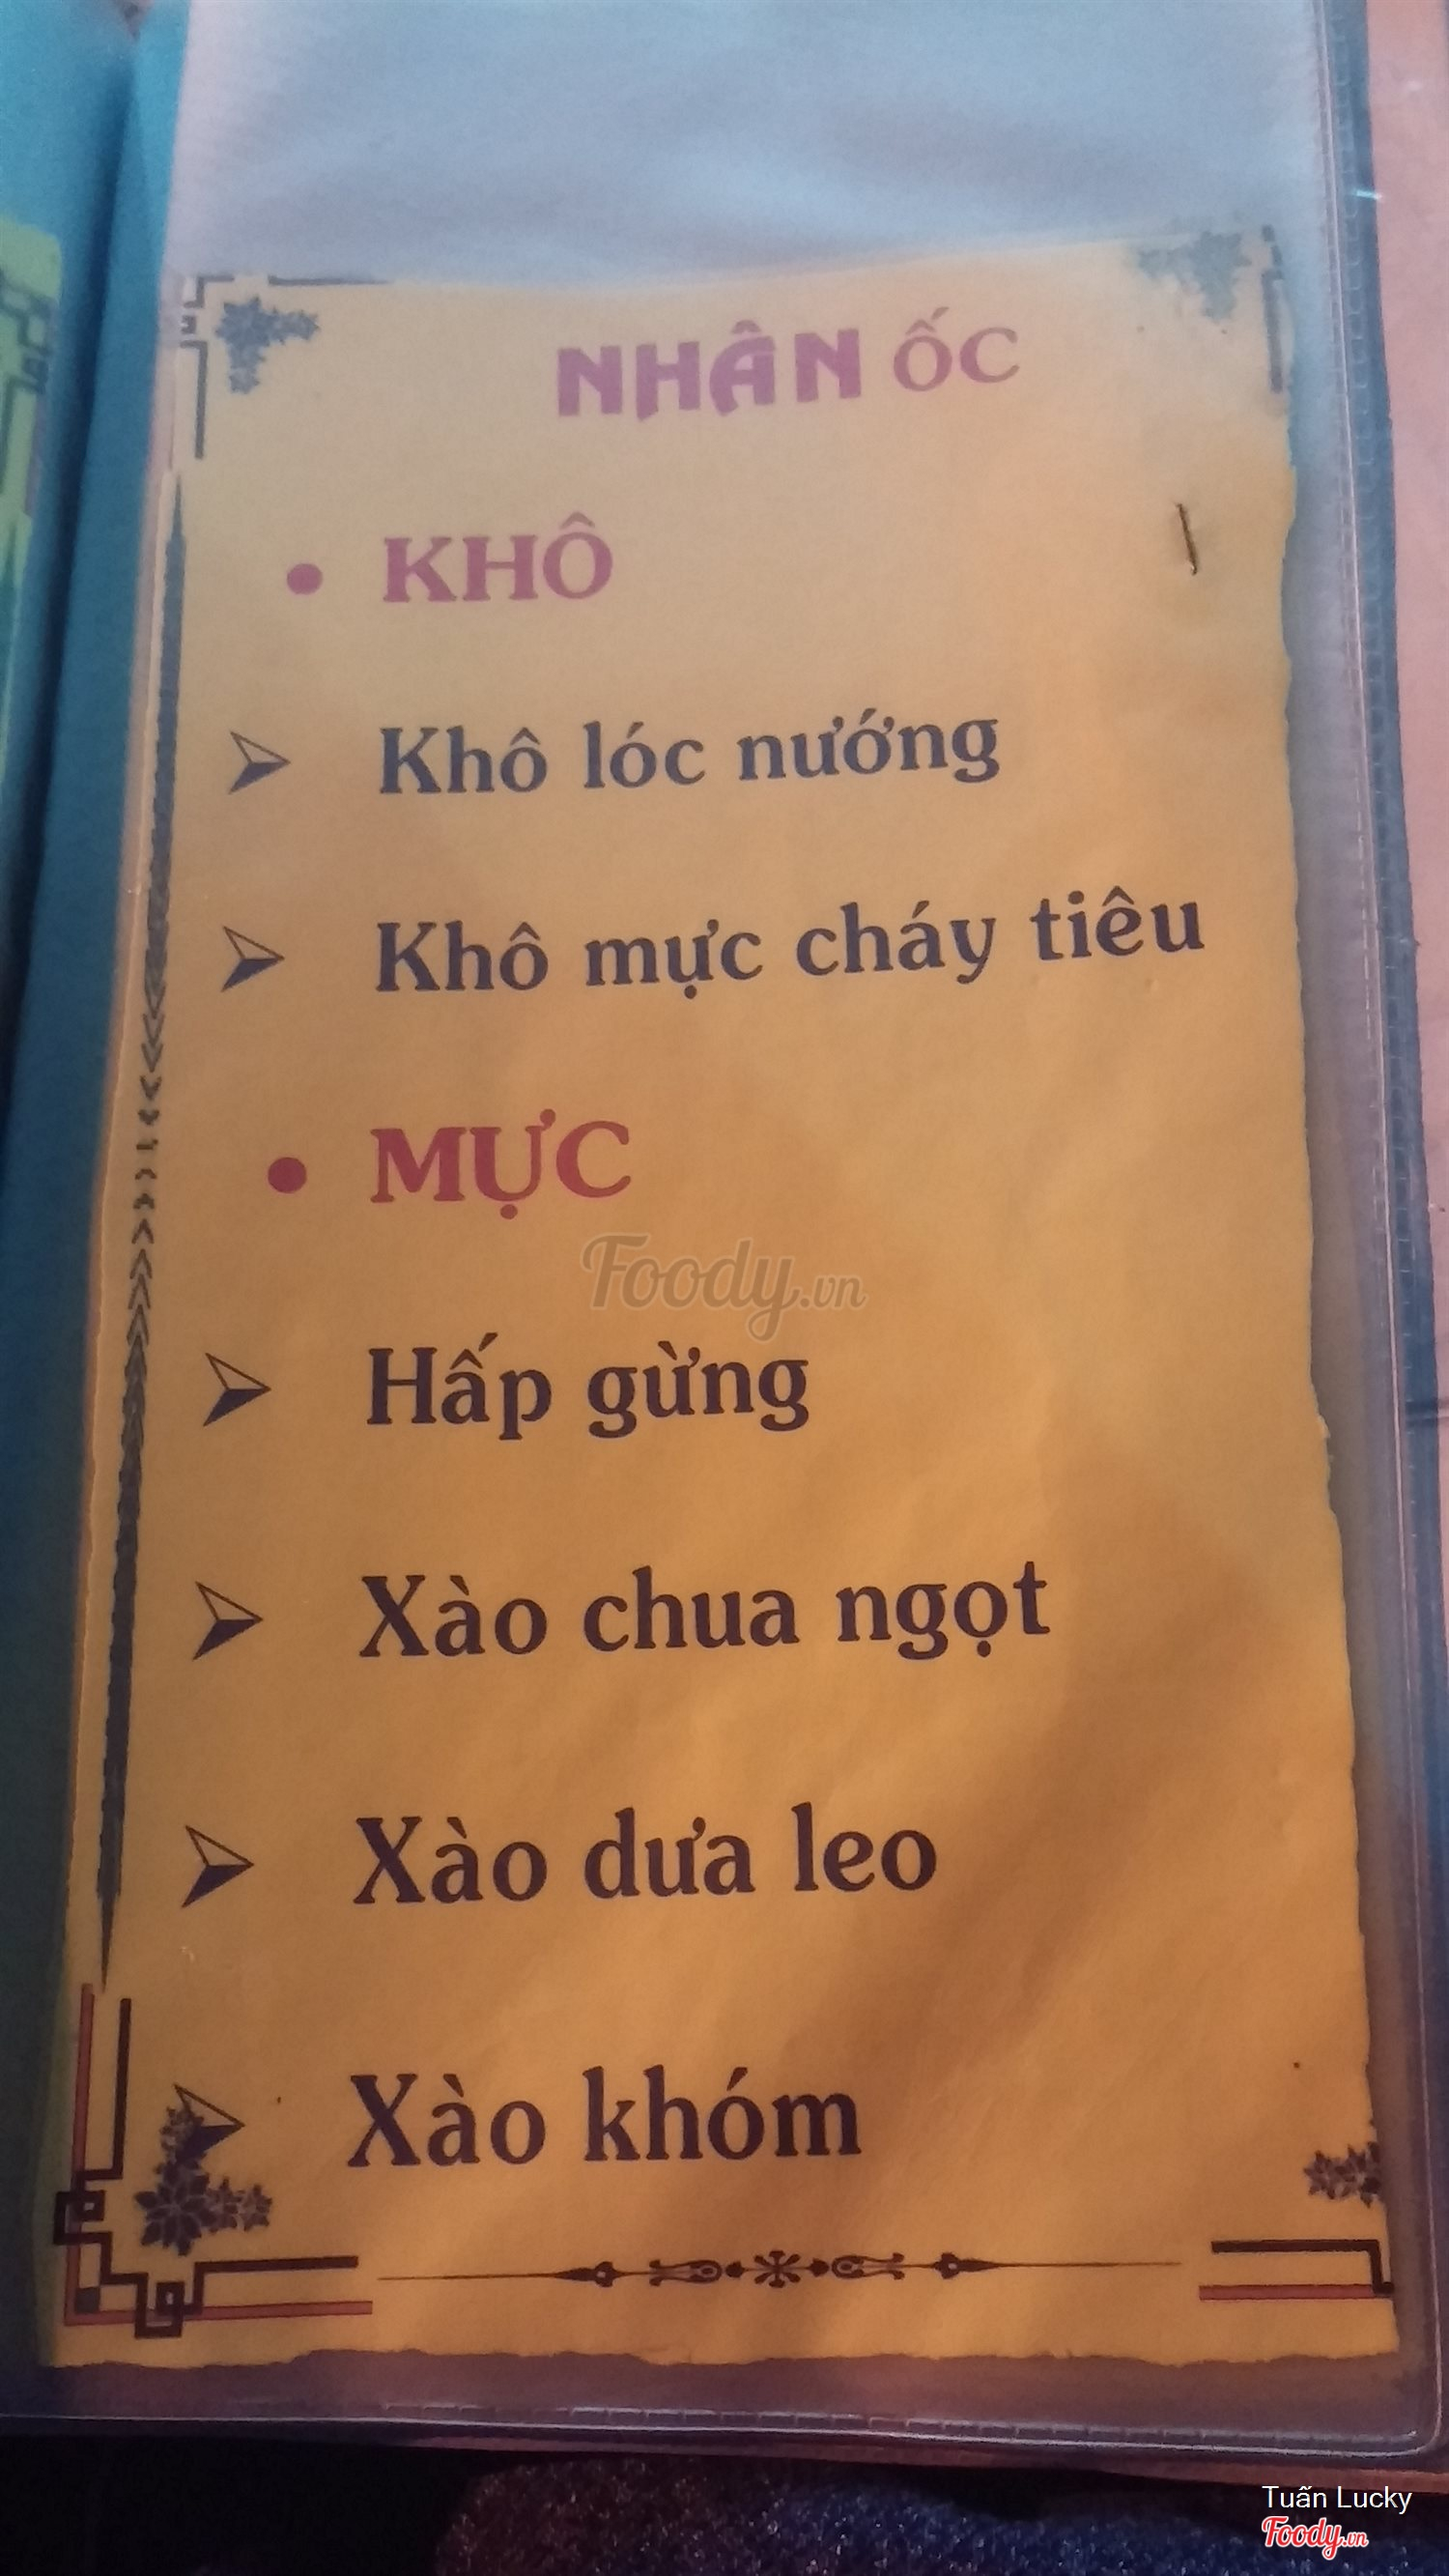 NHÂN ỐC
• KHÔ
➢ Khô lóc nướng
➢ Khô mực cháy tiêu
• MỰC
Foody.vn
➢ Hấp gừng
➢ Xào chua ngọt
➢ Xào dưa leo
➢ Xào khóm
Tuấn Lucky
Foody.vn